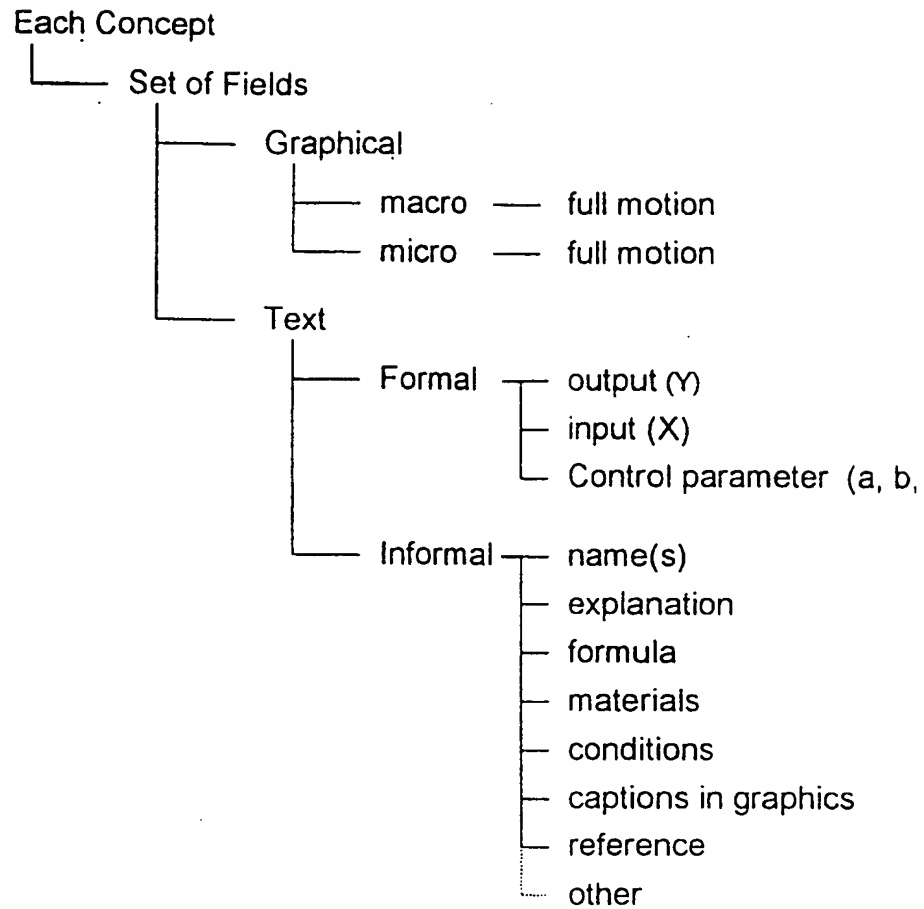 Each Concept
Set of Fields
Graphical
macro — full motion
micro — full motion
Text
Formal — output (Y)
input (X)
Control parameter (a, b,
Informal — name(s)
explanation
formula
materials
conditions
captions in graphics
reference
other